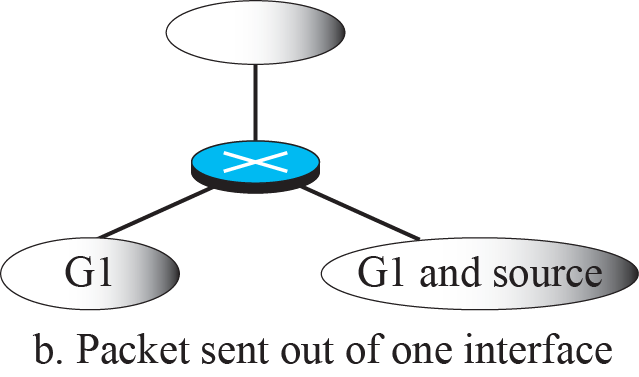 G1
G1 and source
b. Packet sent out of one interface